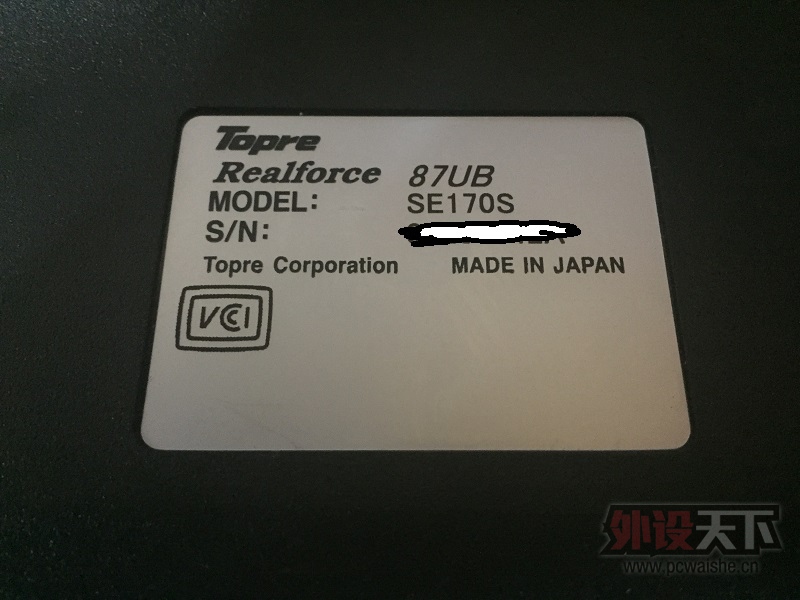 Topre
Realforce 87UB
MODEL: SE170S
S/N:
Topre Corporation MADE IN JAPAN
VCCI
外设天下
www.pcwaishe.cn